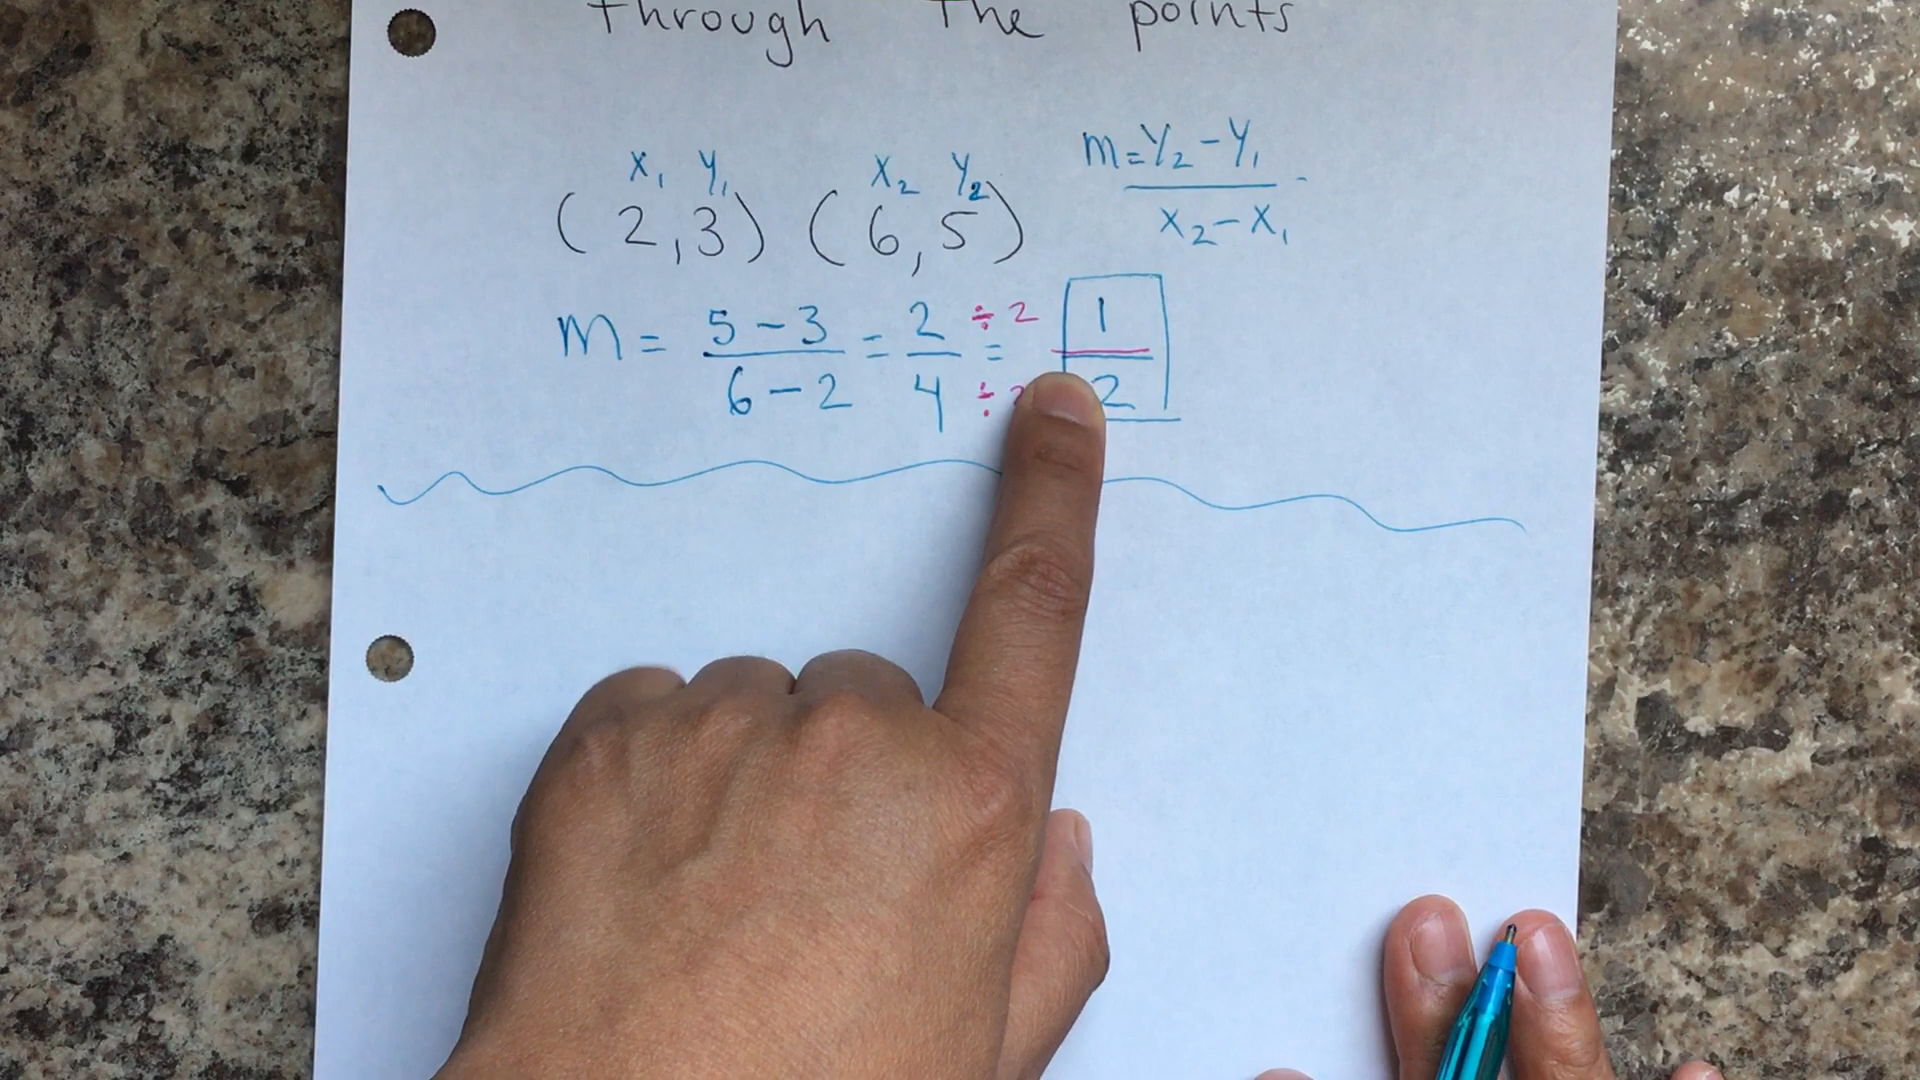 through the points
x₁ y₁ x₂ y₂ m=y₂-y₁
(2,3) (6,5) x₂-x₁
5-3 2 ÷2 1
m= = =
6-2 4 ÷2 2